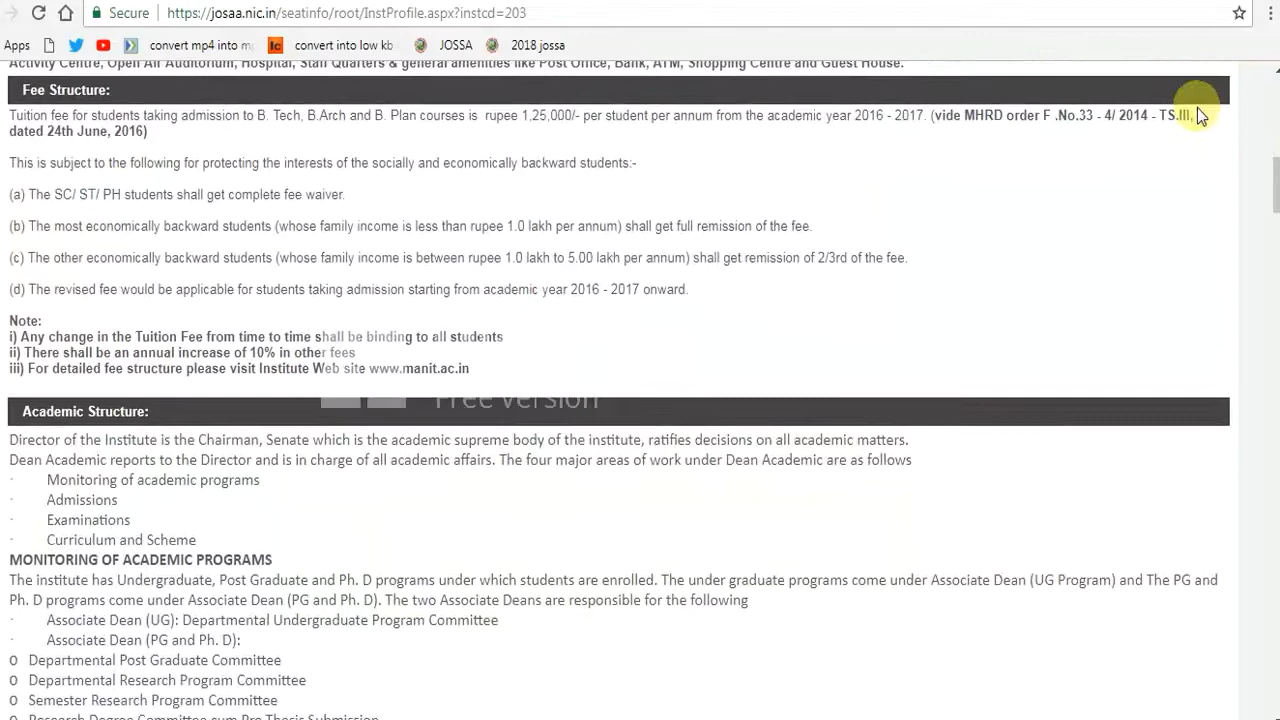 Secure https://josaa.nic.in/seatinfo/root/InstProfile.aspx?instcd=203
Apps convert mp4 into m convert into low kb JOSSA 2018 jossa
Activity Centre, Open Air Auditorium, Hospital, Staff Quarters & general amenities like Post Office, Bank, ATM, Shopping Centre and Guest House.
Fee Structure:
Tuition fee for students taking admission to B. Tech, B.Arch and B. Plan courses is rupee 1,25,000/- per student per annum from the academic year 2016 - 2017. (vide MHRD order F .No.33 - 4/ 2014 - TS.III,
dated 24th June, 2016)
This is subject to the following for protecting the interests of the socially and economically backward students:-
(a) The SC/ ST/ PH students shall get complete fee waiver.
(b) The most economically backward students (whose family income is less than rupee 1.0 lakh per annum) shall get full remission of the fee.
(c) The other economically backward students (whose family income is between rupee 1.0 lakh to 5.00 lakh per annum) shall get remission of 2/3rd of the fee.
(d) The revised fee would be applicable for students taking admission starting from academic year 2016 - 2017 onward.
Note:
i) Any change in the Tuition Fee from time to time shall be binding to all students
ii) There shall be an annual increase of 10% in other fees
iii) For detailed fee structure please visit Institute Web site www.manit.ac.in
Free version
Academic Structure:
Director of the Institute is the Chairman, Senate which is the academic supreme body of the institute, ratifies decisions on all academic matters.
Dean Academic reports to the Director and is in charge of all academic affairs. The four major areas of work under Dean Academic are as follows
· Monitoring of academic programs
· Admissions
· Examinations
· Curriculum and Scheme
MONITORING OF ACADEMIC PROGRAMS
The institute has Undergraduate, Post Graduate and Ph. D programs under which students are enrolled. The under graduate programs come under Associate Dean (UG Program) and The PG and
Ph. D programs come under Associate Dean (PG and Ph. D). The two Associate Deans are responsible for the following
· Associate Dean (UG): Departmental Undergraduate Program Committee
· Associate Dean (PG and Ph. D):
O Departmental Post Graduate Committee
O Departmental Research Program Committee
O Semester Research Program Committee
O Research Degree Committee cum Pre Thesis Submission